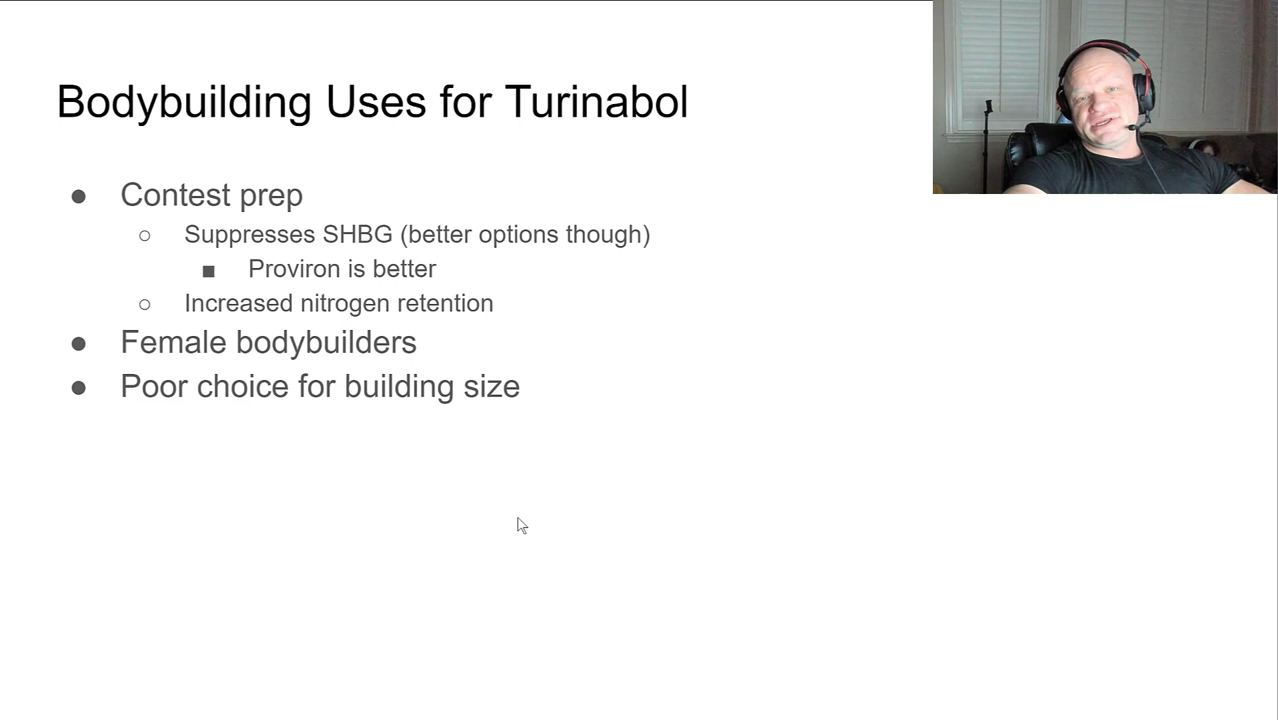 Bodybuilding Uses for Turinabol
● Contest prep
○ Suppresses SHBG (better options though)
■ Proviron is better
○ Increased nitrogen retention
● Female bodybuilders
● Poor choice for building size